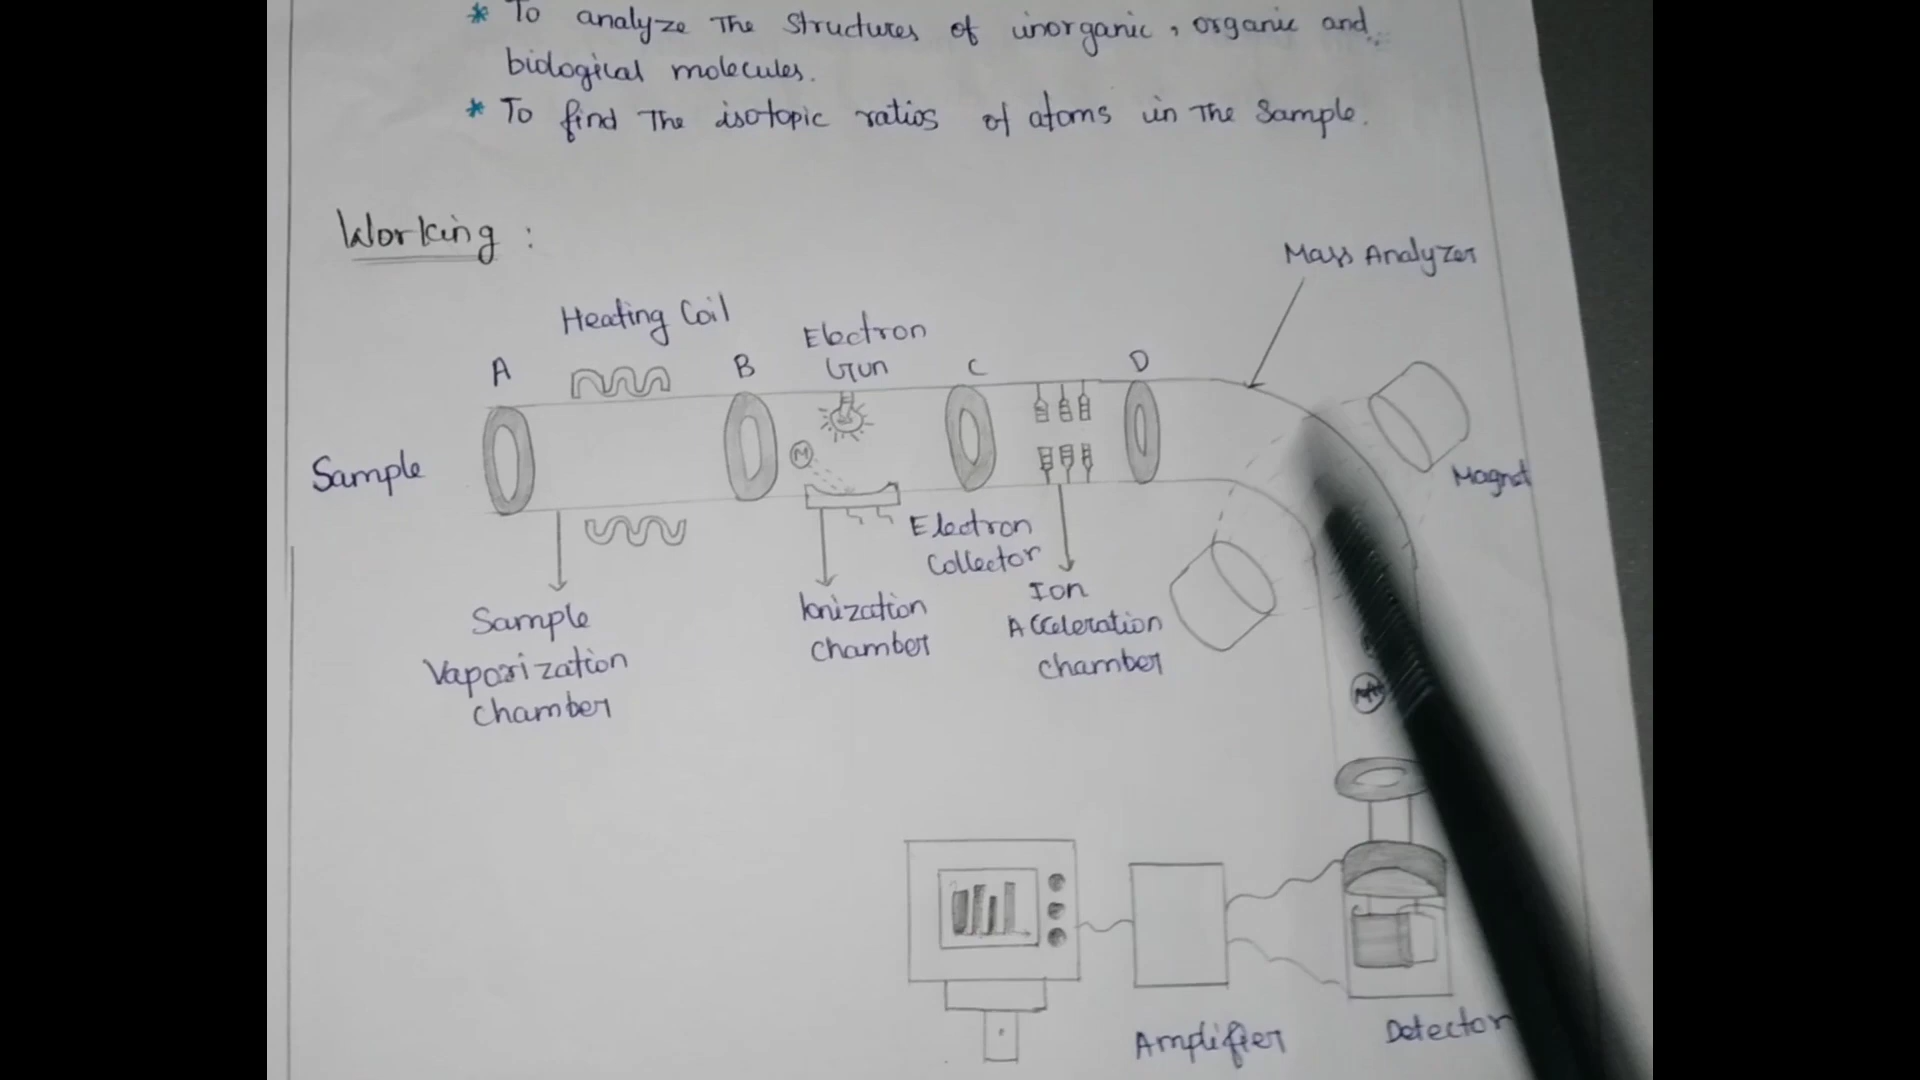 * To analyze The Structures of inorganic, organic and
biological molecules.
* To find The isotopic ratios of atoms in The Sample.
Working :
Mass Analyzer
Heating Coil
Electron
Gun
A
B
C
D
Sample
M
Magnet
Electron
Collector
Sample
Vaporization
chamber
Ionization
chamber
Ion
Acceleration
chamber
Amplifier
Detector